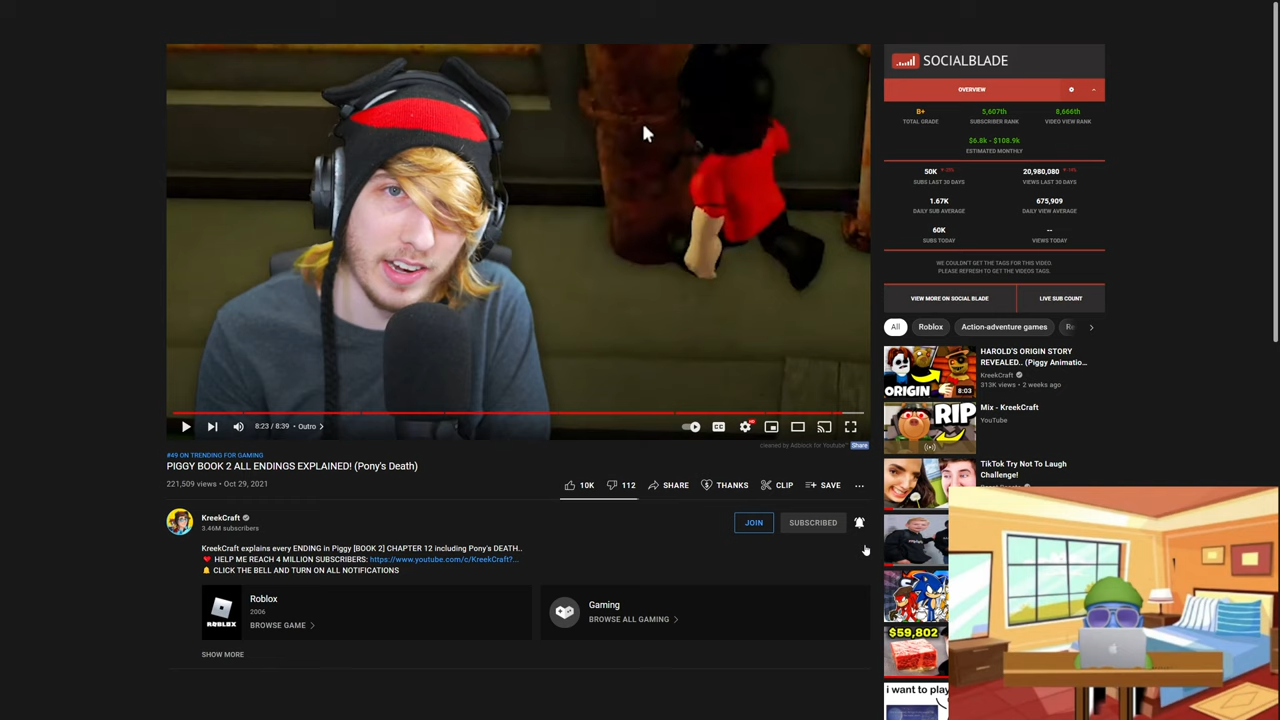 8:23 / 8:39 • Outro
cleaned by Adblock for Youtube™ Share
#49 ON TRENDING FOR GAMING
PIGGY BOOK 2 ALL ENDINGS EXPLAINED! (Pony's Death)
221,509 views • Oct 29, 2021
10K
112
SHARE
THANKS
CLIP
SAVE
KreekCraft
3.46M subscribers
JOIN
SUBSCRIBED
KreekCraft explains every ENDING in Piggy [BOOK 2] CHAPTER 12 including Pony's DEATH..
HELP ME REACH 4 MILLION SUBSCRIBERS: https://www.youtube.com/c/KreekCraft?...
CLICK THE BELL AND TURN ON ALL NOTIFICATIONS
ROBLOX
Roblox
2006
BROWSE GAME
Gaming
BROWSE ALL GAMING
SHOW MORE
SOCIALBLADE
OVERVIEW
B+
TOTAL GRADE
5,607th
SUBSCRIBER RANK
8,666th
VIDEO VIEW RANK
$6.8k - $108.9k
ESTIMATED MONTHLY
50K
SUBS LAST 30 DAYS
20,980,080
VIEWS LAST 30 DAYS
1.67K
DAILY SUB AVERAGE
675,909
DAILY VIEW AVERAGE
60K
SUBS TODAY
--
VIEWS TODAY
WE COULDN'T GET THE TAGS FOR THIS VIDEO.
PLEASE REFRESH TO GET THE VIDEOS TAGS.
VIEW MORE ON SOCIAL BLADE
LIVE SUB COUNT
All
Roblox
Action-adventure games
Re
ORIGIN
8:03
HAROLD'S ORIGIN STORY
REVEALED.. (Piggy Animatio...
KreekCraft
313K views • 2 weeks ago
RIP
Mix - KreekCraft
YouTube
TikTok Try Not To Laugh
Challenge!
$59,802
i want to play